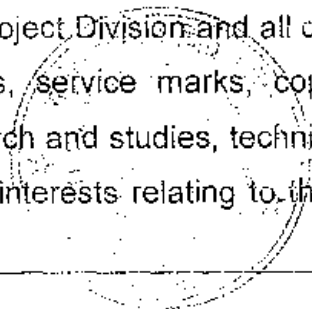 oject Division and all
s, service marks, cop
ch and studies, techni
interests relating to th